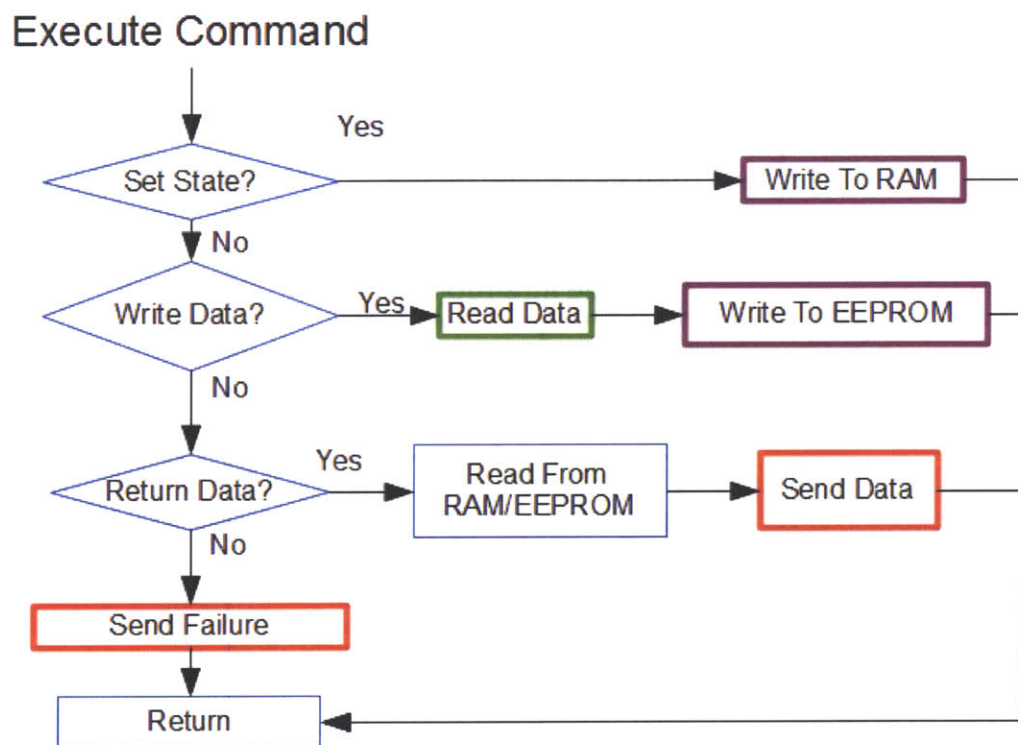 Execute Command
Yes
Set State?
Write To RAM
No
Write Data?
Yes
Read Data
Write To EEPROM
No
Yes
Return Data?
Read From
RAM/EEPROM
Send Data
No
Send Failure
Return